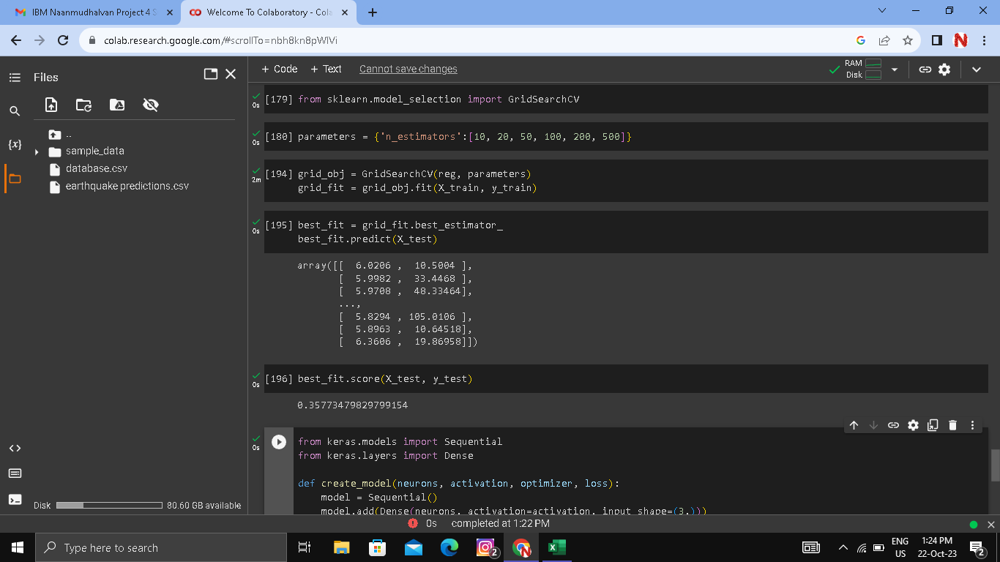 IBM Naanmudhalvan Project 4 S
Welcome To Colaboratory - Cola
colab.research.google.com/#scrollTo=nbh8kn8pWlVi
Files
..
sample_data
database.csv
earthquake predictions.csv
Disk 80.60 GB available
+ Code + Text Cannot save changes
RAM
Disk
0s [179] from sklearn.model_selection import GridSearchCV
0s [180] parameters = {'n_estimators':[10, 20, 50, 100, 200, 500]}
2m [194] grid_obj = GridSearchCV(reg, parameters)
grid_fit = grid_obj.fit(X_train, y_train)
0s [195] best_fit = grid_fit.best_estimator_
best_fit.predict(X_test)
array([[  6.0206 ,  10.5004 ],
[  5.9982 ,  33.4468 ],
[  5.9708 ,  48.33464],
...,
[  5.8294 , 105.0106 ],
[  5.8963 ,  10.64518],
[  6.3606 ,  19.86958]])
0s [196] best_fit.score(X_test, y_test)
0.35773479829799154
0s
from keras.models import Sequential
from keras.layers import Dense
def create_model(neurons, activation, optimizer, loss):
model = Sequential()
model.add(Dense(neurons, activation=activation, input_shape=(3,)))
0s completed at 1:22 PM
Type here to search
2
ENG
US
1:24 PM
22-Oct-23
2